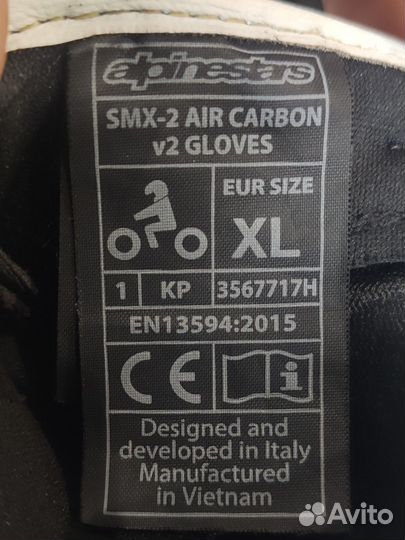 alpinestars
SMX-2 AIR CARBON
v2 GLOVES
EUR SIZE
XL
1 KP 3567717H
EN13594:2015
CE
i
Designed and
developed in Italy
Manufactured
in Vietnam
Avito